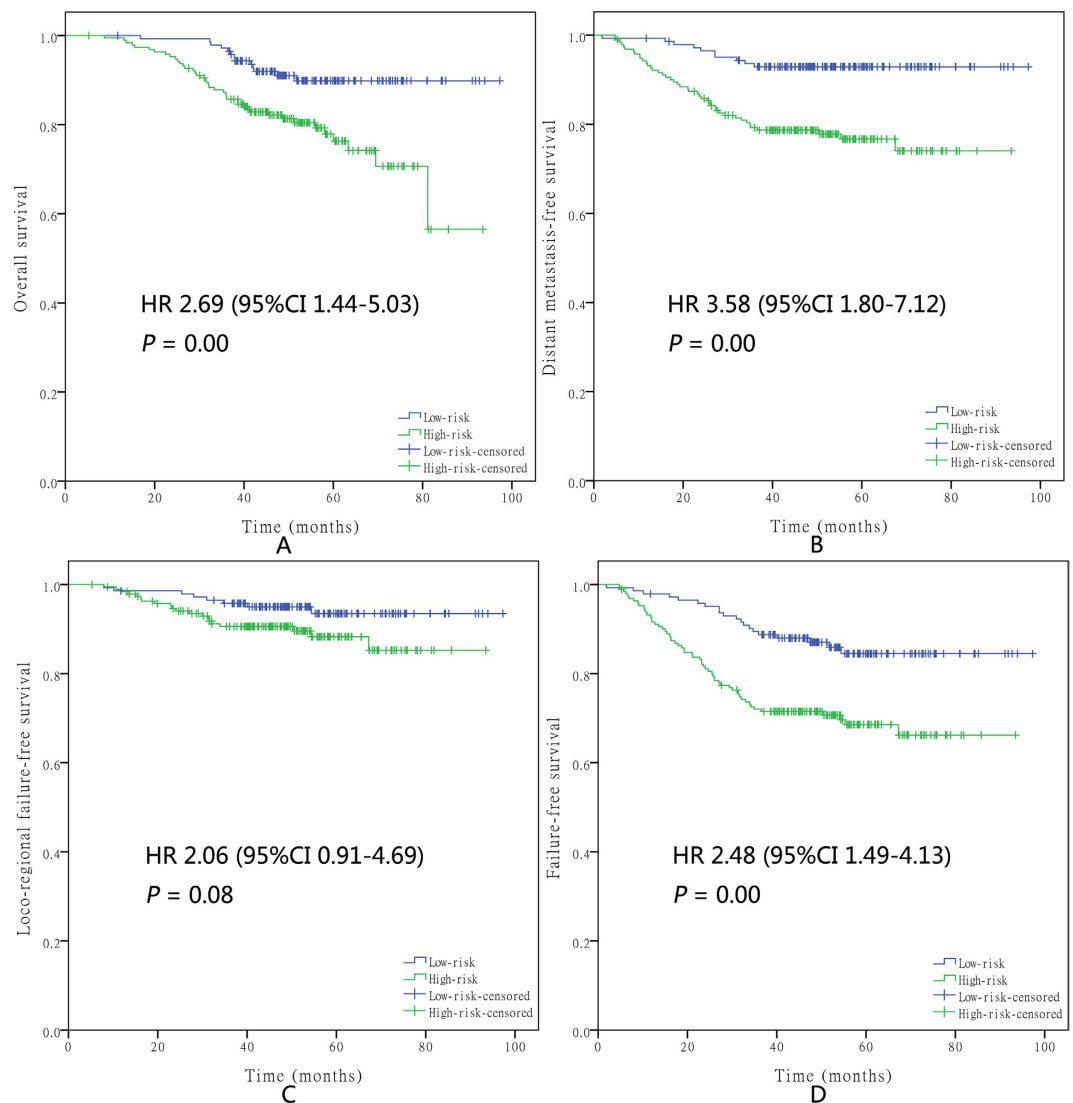 Overall survival
1.0
0.8
0.6
0.4
0.2
0.0
HR 2.69 (95%CI 1.44-5.03)
P = 0.00
Low-risk
High-risk
Low-risk-censored
High-risk-censored
0 20 40 60 80 100
Time (months)
A
Distant metastasis-free survival
1.0
0.8
0.6
0.4
0.2
0.0
HR 3.58 (95%CI 1.80-7.12)
P = 0.00
Low-risk
High-risk
Low-risk-censored
High-risk-censored
0 20 40 60 80 100
Time (months)
B
Loco-regional failure-free survival
1.0
0.8
0.6
0.4
0.2
0.0
HR 2.06 (95%CI 0.91-4.69)
P = 0.08
Low-risk
High-risk
Low-risk-censored
High-risk-censored
0 20 40 60 80 100
Time (months)
C
Failure-free survival
1.0
0.8
0.6
0.4
0.2
0.0
HR 2.48 (95%CI 1.49-4.13)
P = 0.00
Low-risk
High-risk
Low-risk-censored
High-risk-censored
0 20 40 60 80 100
Time (months)
D